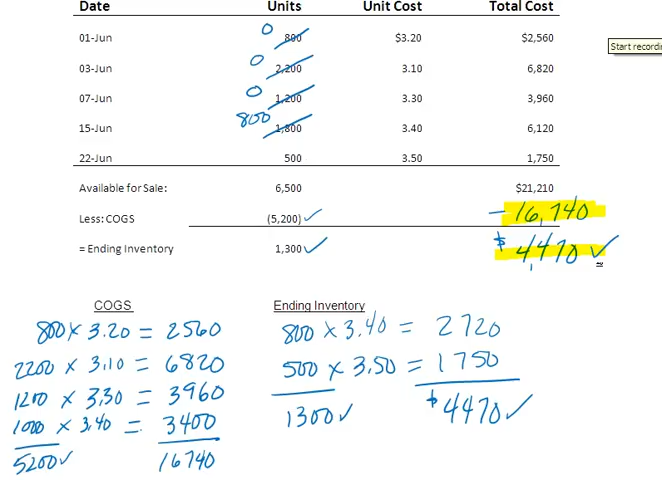 Date Units Unit Cost Total Cost
01-Jun 0 800 $3.20 $2,560
Start recordi
03-Jun 0 2,200 3.10 6,820
07-Jun 0 1,200 3.30 3,960
15-Jun 800 1,800 3.40 6,120
22-Jun 500 3.50 1,750
Available for Sale: 6,500 $21,210
Less: COGS (5,200) ✓ - 16,740
= Ending Inventory 1,300 ✓ $ 4,470 ✓
COGS Ending Inventory
800 x 3.20 = 2560 800 x 3.40 = 2720
2200 x 3.10 = 6820 500 x 3.50 = 1750
1200 x 3.30 = 3960 1300 ✓ $4470 ✓
1000 x 3.40 = 3400
5200 ✓ 16740